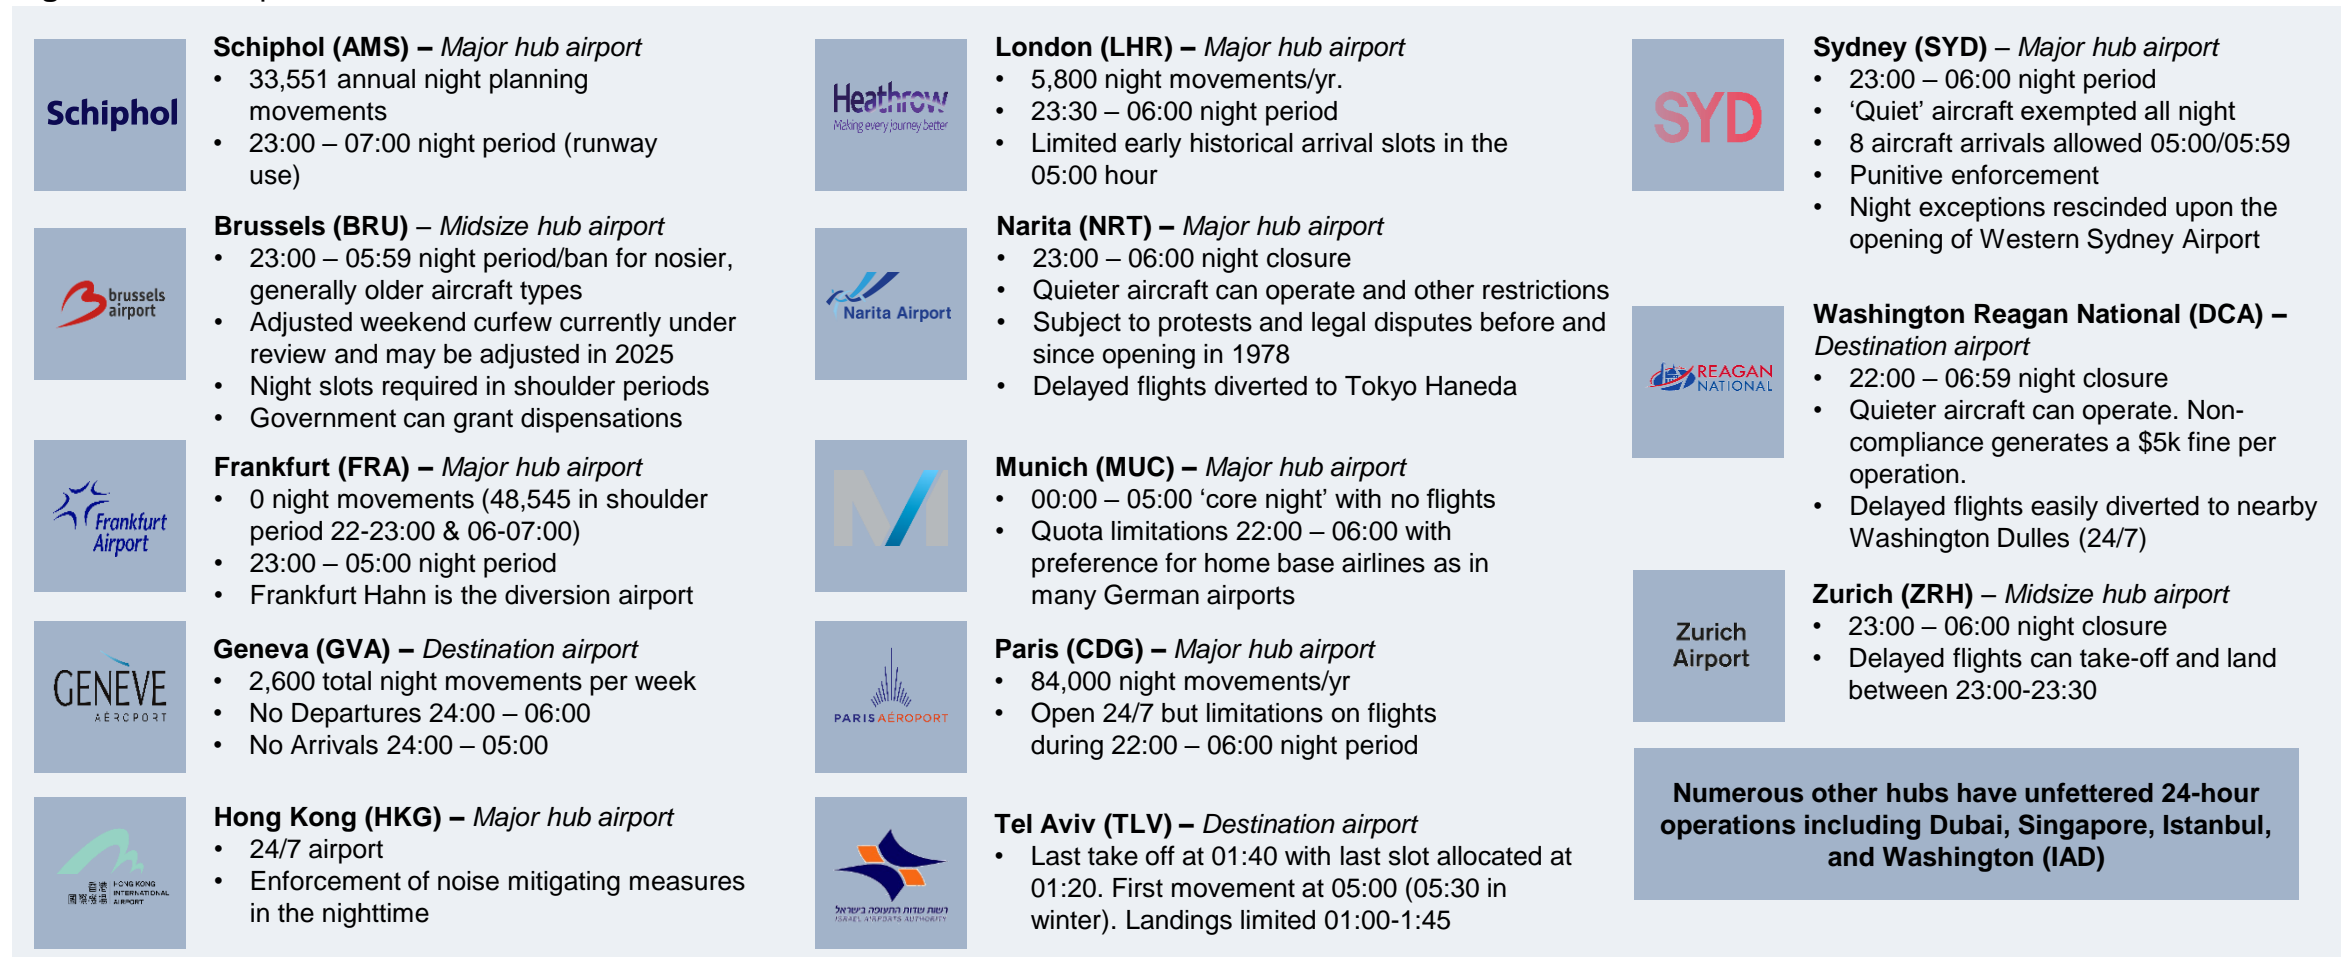 Schiphol
Schiphol (AMS) – Major hub airport
• 33,551 annual night planning
movements
• 23:00 – 07:00 night period (runway
use)
brussels
airport
Brussels (BRU) – Midsize hub airport
• 23:00 – 05:59 night period/ban for nosier,
generally older aircraft types
• Adjusted weekend curfew currently under
review and may be adjusted in 2025
• Night slots required in shoulder periods
• Government can grant dispensations
Frankfurt
Airport
Frankfurt (FRA) – Major hub airport
• 0 night movements (48,545 in shoulder
period 22-23:00 & 06-07:00)
• 23:00 – 05:00 night period
• Frankfurt Hahn is the diversion airport
GENÈVE
AÉROPORT
Geneva (GVA) – Destination airport
• 2,600 total night movements per week
• No Departures 24:00 – 06:00
• No Arrivals 24:00 – 05:00
香港
國際機場
HONG KONG
INTERNATIONAL
AIRPORT
Hong Kong (HKG) – Major hub airport
• 24/7 airport
• Enforcement of noise mitigating measures
in the nighttime
Heathrow
Making every journey better
London (LHR) – Major hub airport
• 5,800 night movements/yr.
• 23:30 – 06:00 night period
• Limited early historical arrival slots in the
05:00 hour
Narita Airport
Narita (NRT) – Major hub airport
• 23:00 – 06:00 night closure
• Quieter aircraft can operate and other restrictions
• Subject to protests and legal disputes before and
since opening in 1978
• Delayed flights diverted to Tokyo Haneda
M
Munich (MUC) – Major hub airport
• 00:00 – 05:00 ‘core night’ with no flights
• Quota limitations 22:00 – 06:00 with
preference for home base airlines as in
many German airports
PARIS AÉROPORT
Paris (CDG) – Major hub airport
• 84,000 night movements/yr
• Open 24/7 but limitations on flights
during 22:00 – 06:00 night period
רשות שדות התעופה בישראל
ISRAEL AIRPORTS AUTHORITY
Tel Aviv (TLV) – Destination airport
• Last take off at 01:40 with last slot allocated at
01:20. First movement at 05:00 (05:30 in
winter). Landings limited 01:00-1:45
SYD
Sydney (SYD) – Major hub airport
• 23:00 – 06:00 night period
• ‘Quiet’ aircraft exempted all night
• 8 aircraft arrivals allowed 05:00/05:59
• Punitive enforcement
• Night exceptions rescinded upon the
opening of Western Sydney Airport
REAGAN
NATIONAL
Washington Reagan National (DCA) –
Destination airport
• 22:00 – 06:59 night closure
• Quieter aircraft can operate. Non-
compliance generates a $5k fine per
operation.
• Delayed flights easily diverted to nearby
Washington Dulles (24/7)
Zurich
Airport
Zurich (ZRH) – Midsize hub airport
• 23:00 – 06:00 night closure
• Delayed flights can take-off and land
between 23:00-23:30
Numerous other hubs have unfettered 24-hour
operations including Dubai, Singapore, Istanbul,
and Washington (IAD)